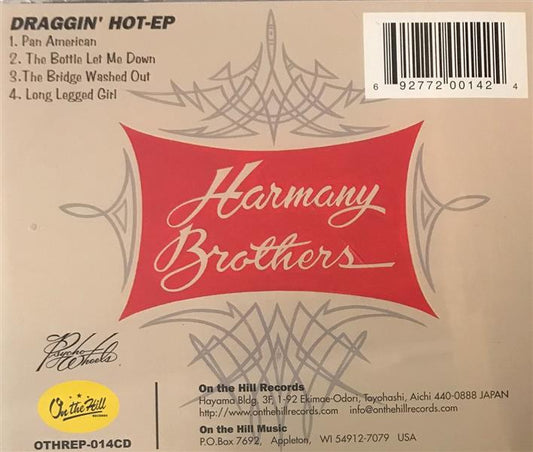 DRAGGIN' HOT-EP
1. Pan American
2. The Bottle Let Me Down
3.The Bridge Washed Out
4. Long Legged Girl
6 92772 00142 4
Harmany
Brothers
Psycho
Wheels
On the Hill
RECORDS
OTHREP-014CD
On the Hill Records
Hayama Bldg. 3F, 1-92 Ekimae-Odori, Toyohashi, Aichi 440-0888 JAPAN
http://www.onthehillrecords.com info@onthehillrecords.com
On the Hill Music
P.O.Box 7692, Appleton, WI 54912-7079 USA